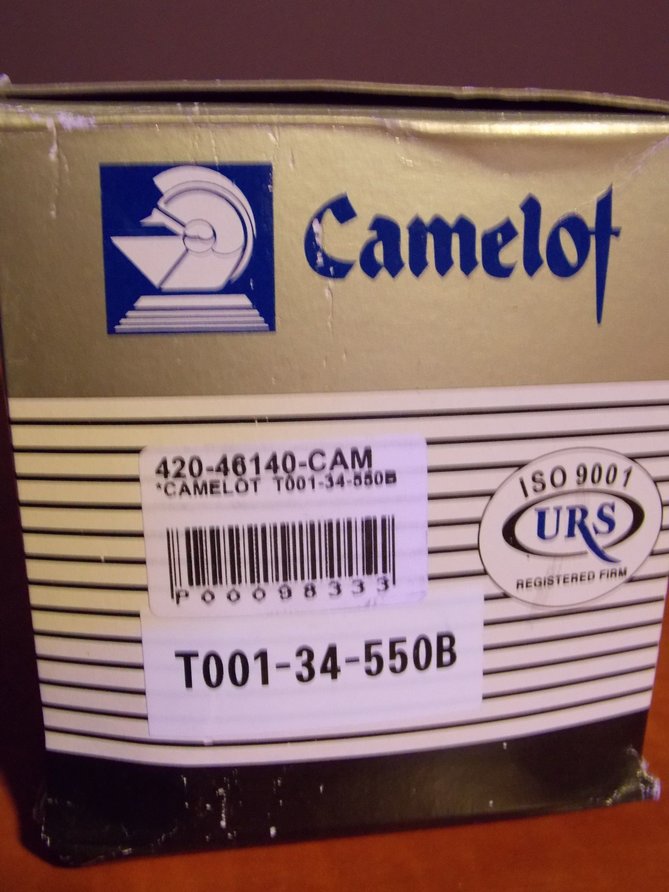 Camelot
420-46140-CAM
*CAMELOT T001-34-550B
P00098333
T001-34-550B
ISO 9001
URS
REGISTERED FIRM